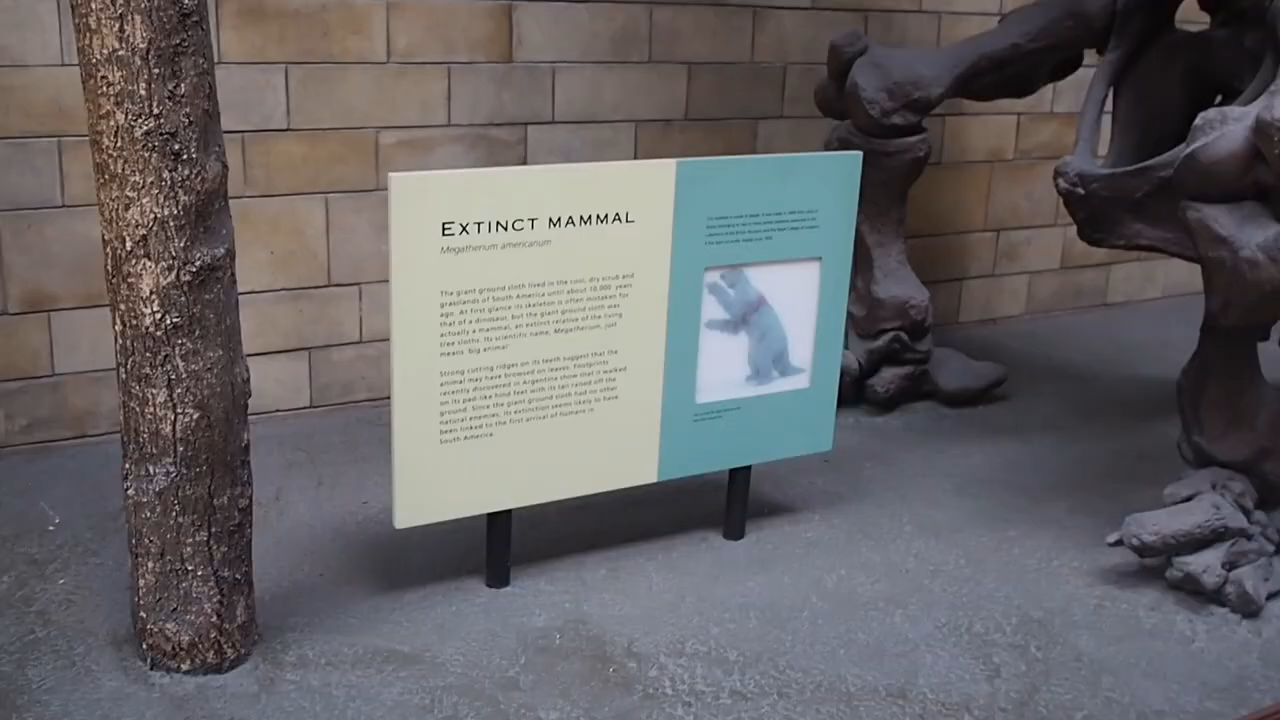 EXTINCT MAMMAL
Megatherium americanum
The giant ground sloth lived in the cool, dry scrub and
grasslands of South America until about 10,000 years
ago. At first glance its skeleton is often mistaken for
that of a dinosaur, but the giant ground sloth was
actually a mammal, an extinct relative of the living
tree sloths. Its scientific name, Megatherium, just
means 'big animal'.
Strong cutting ridges on its teeth suggest that the
animal may have browsed on leaves. Footprints
recently discovered in Argentina show that it walked
on its pad-like hind feet with its tail raised off the
ground. Since the giant ground sloth had no other
natural enemies, its extinction seems likely to have
been linked to the first arrival of humans in
South America.